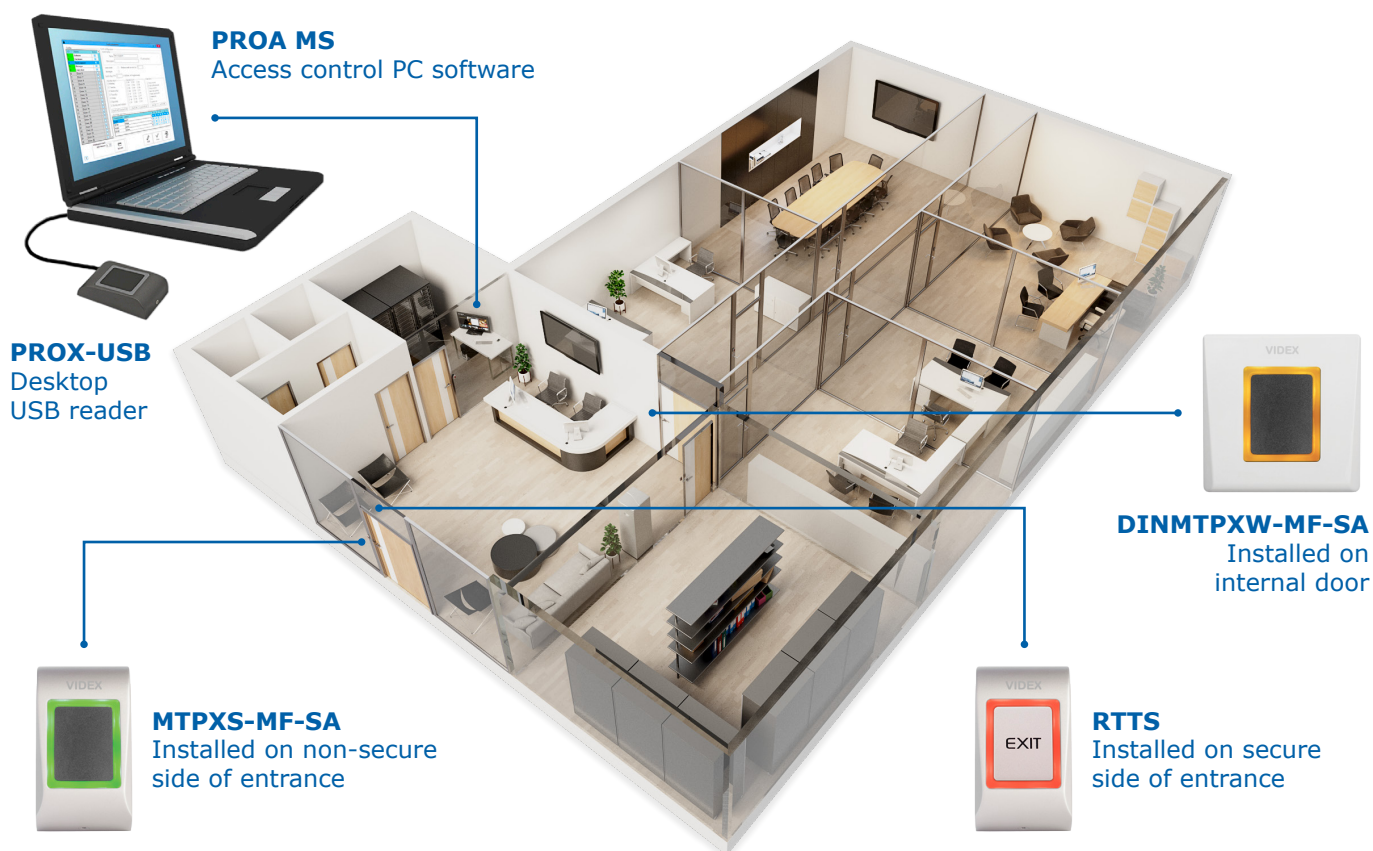 PROA MS
Access control PC software
PROX-USB
Desktop
USB reader
VIDEX
DINMTPXW-MF-SA
Installed on
internal door
VIDEX
MTPXS-MF-SA
Installed on non-secure
side of entrance
VIDEX
EXIT
RTTS
Installed on secure
side of entrance